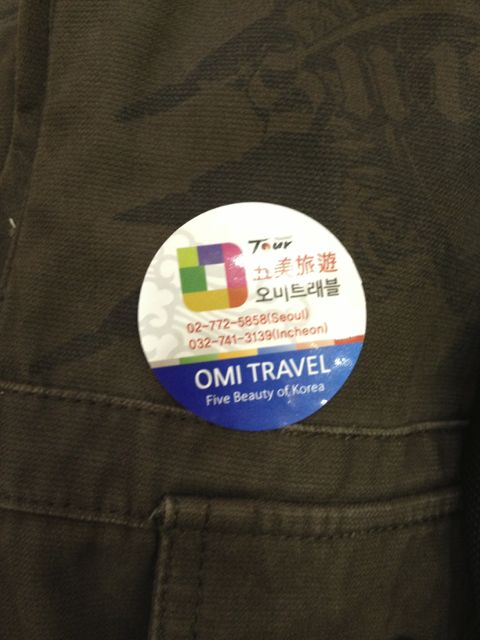 Tour
五美旅遊
오미트래블
02-772-5858(Seoul)
032-741-3139(Incheon)
OMI TRAVEL
Five Beauty of Korea